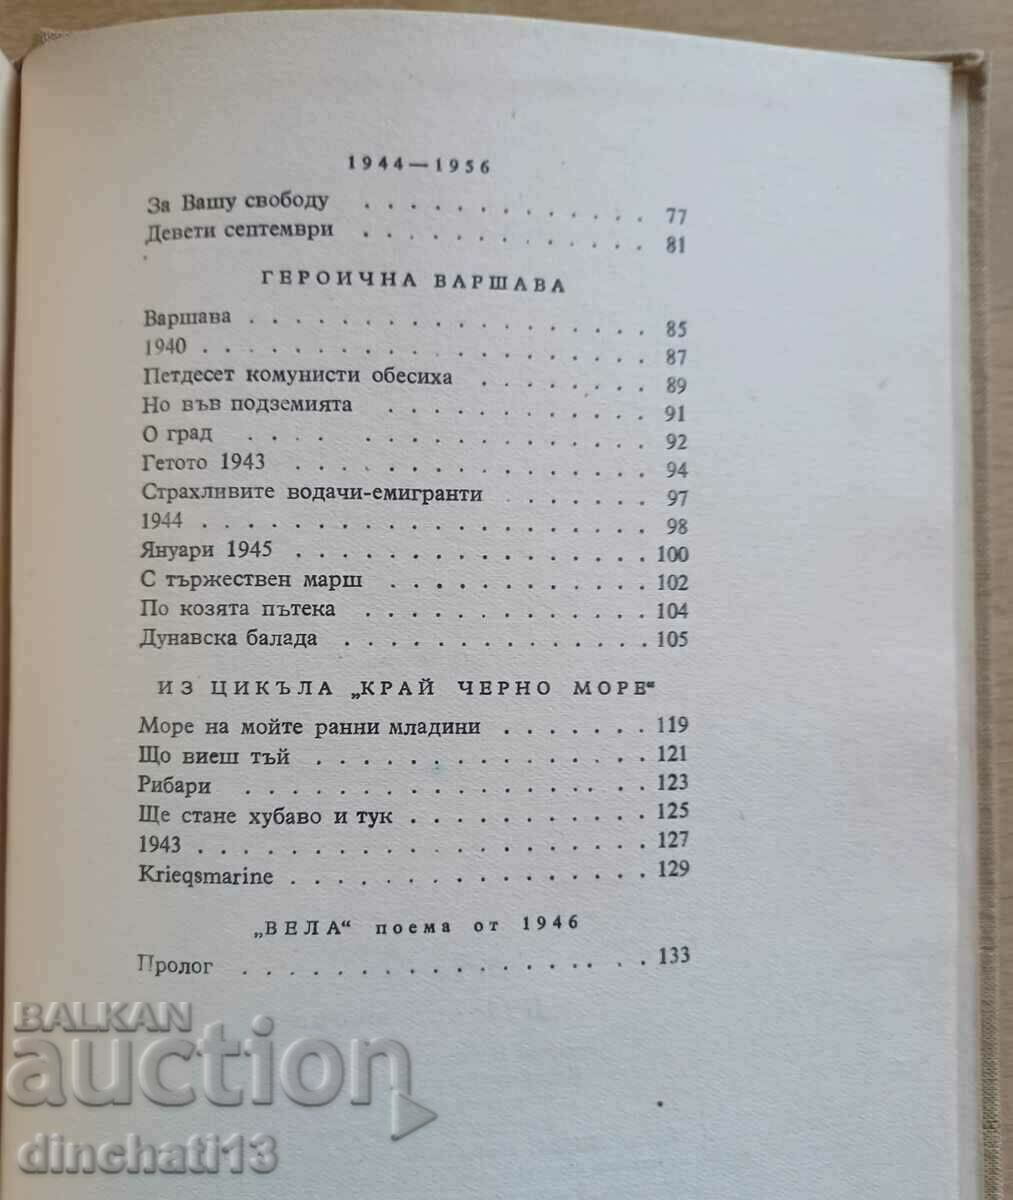 1944—1956
За Вашу свободу . . . . . . . . . . . . . 77
Девети септември . . . . . . . . . . . . . 81
ГЕРОИЧНА ВАРШАВА
Варшава . . . . . . . . . . . . . . . . . . 85
1940 . . . . . . . . . . . . . . . . . . . . 87
Петдесет комунисти обесиха . . . . . . . . 89
Но във подземията . . . . . . . . . . . . 91
О град . . . . . . . . . . . . . . . . . 92
Гетото 1943 . . . . . . . . . . . . . . . . 94
Страхливите водачи-емигранти . . . . . . . 97
1944 . . . . . . . . . . . . . . . . . . . . 98
Януари 1945 . . . . . . . . . . . . . . . . 100
С тържествен марш . . . . . . . . . . . . 102
По козята пътека . . . . . . . . . . . . . 104
Дунавска балада . . . . . . . . . . . . . . 105
ИЗ ЦИКЪЛА „КРАЙ ЧЕРНО МОРЕ“
Море на мойте ранни младини . . . . . . . 119
Що виеш тъй . . . . . . . . . . . . . . . 121
Рибари . . . . . . . . . . . . . . . . . . 123
Ще стане хубаво и тук . . . . . . . . . . . 125
1943 . . . . . . . . . . . . . . . . . . . . 127
Krieqsmarine . . . . . . . . . . . . . . . . 129
„ВЕЛА“ поема от 1946
Пролог . . . . . . . . . . . . . . . . . . 133
BALKAN
auction
dinchati13